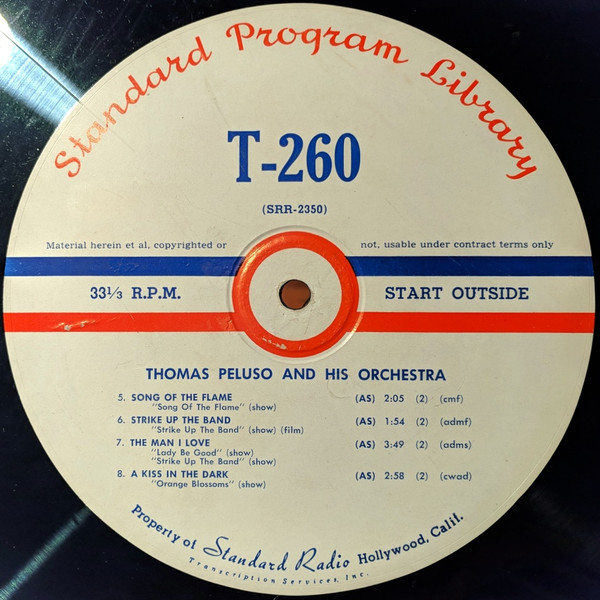 Standard Program Library
T-260
(SRR-2350)
Material herein et al, copyrighted or not, usable under contract terms only
33⅓ R.P.M. START OUTSIDE
THOMAS PELUSO AND HIS ORCHESTRA
5. SONG OF THE FLAME (AS) 2:05 (2) (cmf)
"Song Of The Flame" (show)
6. STRIKE UP THE BAND (AS) 1:54 (2) (admf)
"Strike Up The Band" (show) (film)
7. THE MAN I LOVE (AS) 3:49 (2) (adms)
"Lady Be Good" (show)
"Strike Up The Band" (show)
8. A KISS IN THE DARK (AS) 2:58 (2) (cwad)
"Orange Blossoms" (show)
Property of Standard Radio Hollywood, Calif.
Transcription Services, Inc.